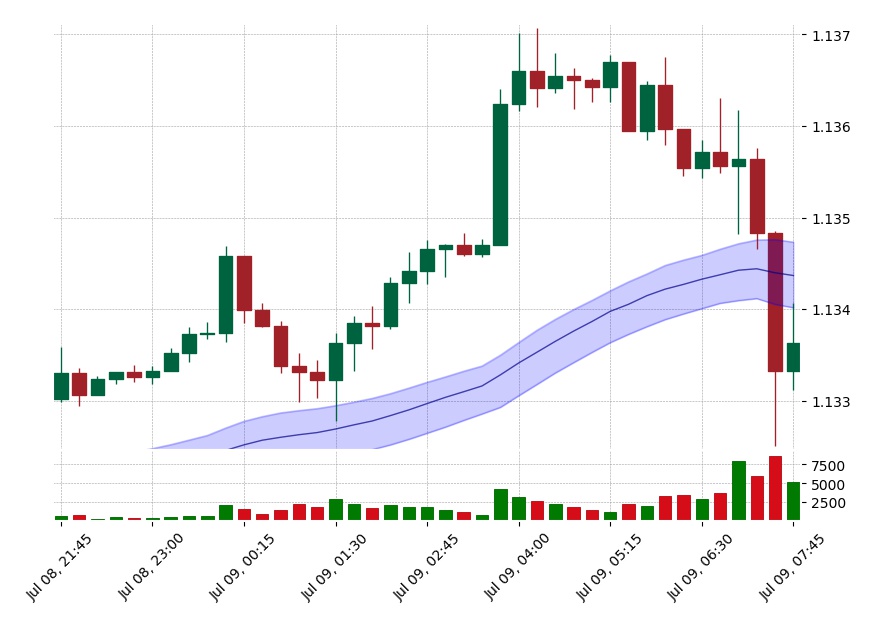 1.137
1.136
1.135
1.134
1.133
7500
5000
2500
Jul 08, 21:45
Jul 08, 23:00
Jul 09, 00:15
Jul 09, 01:30
Jul 09, 02:45
Jul 09, 04:00
Jul 09, 05:15
Jul 09, 06:30
Jul 09, 07:45